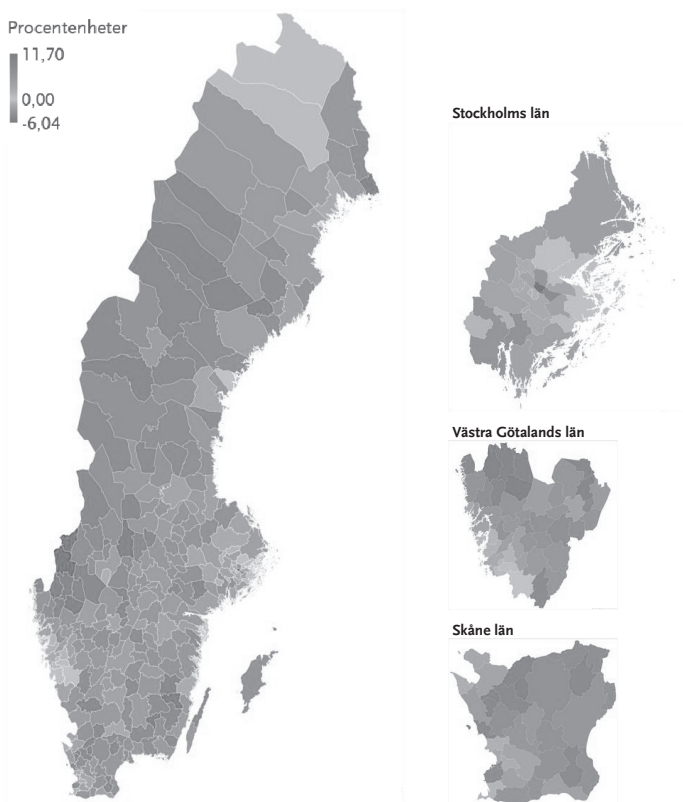 Procentenheter
11,70
0,00
-6,04
Stockholms län
Västra Götalands län
Skåne län